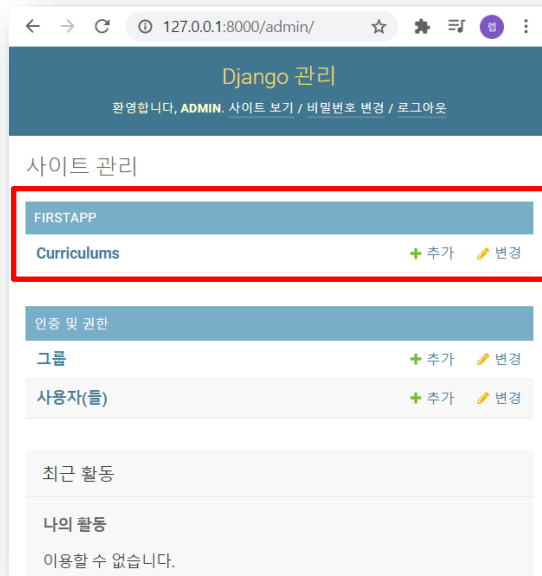 127.0.0.1:8000/admin/
랩
Django 관리
환영합니다, ADMIN. 사이트 보기 / 비밀번호 변경 / 로그아웃
사이트 관리
FIRSTAPP
Curriculums 추가 변경
인증 및 권한
그룹 추가 변경
사용자(들) 추가 변경
최근 활동
나의 활동
이용할 수 없습니다.